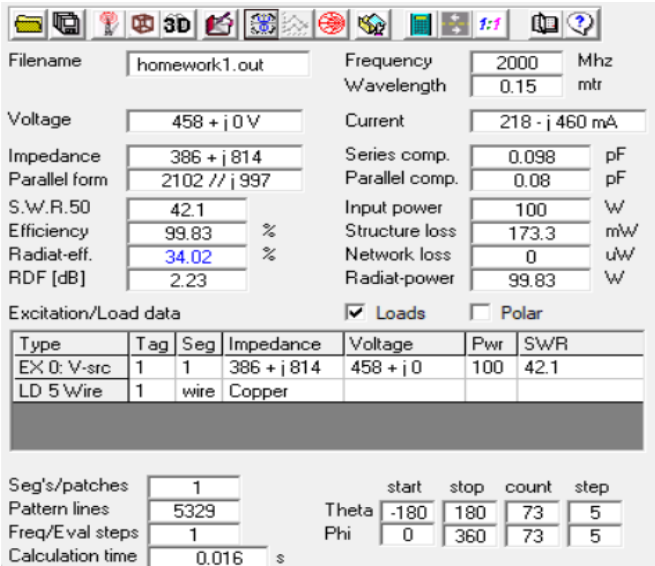 3D 1:1
Filename homework1.out Frequency 2000 Mhz
Wavelength 0.15 mtr
Voltage 458 + j 0 V Current 218 - j 460 mA
Impedance 386 + j 814 Series comp. 0.098 pF
Parallel form 2102 // j 997 Parallel comp. 0.08 pF
S.W.R.50 42.1 Input power 100 W
Efficiency 99.83 % Structure loss 173.3 mW
Radiat-eff. 34.02 % Network loss 0 uW
RDF [dB] 2.23 Radiat-power 99.83 W
Excitation/Load data Loads Polar
Type Tag Seg Impedance Voltage Pwr SWR
EX 0: V-src 1 1 386 + j 814 458 + j 0 100 42.1
LD 5 Wire 1 wire Copper
Seg's/patches 1 start stop count step
Pattern lines 5329 Theta -180 180 73 5
Freq/Eval steps 1 Phi 0 360 73 5
Calculation time 0.016 s